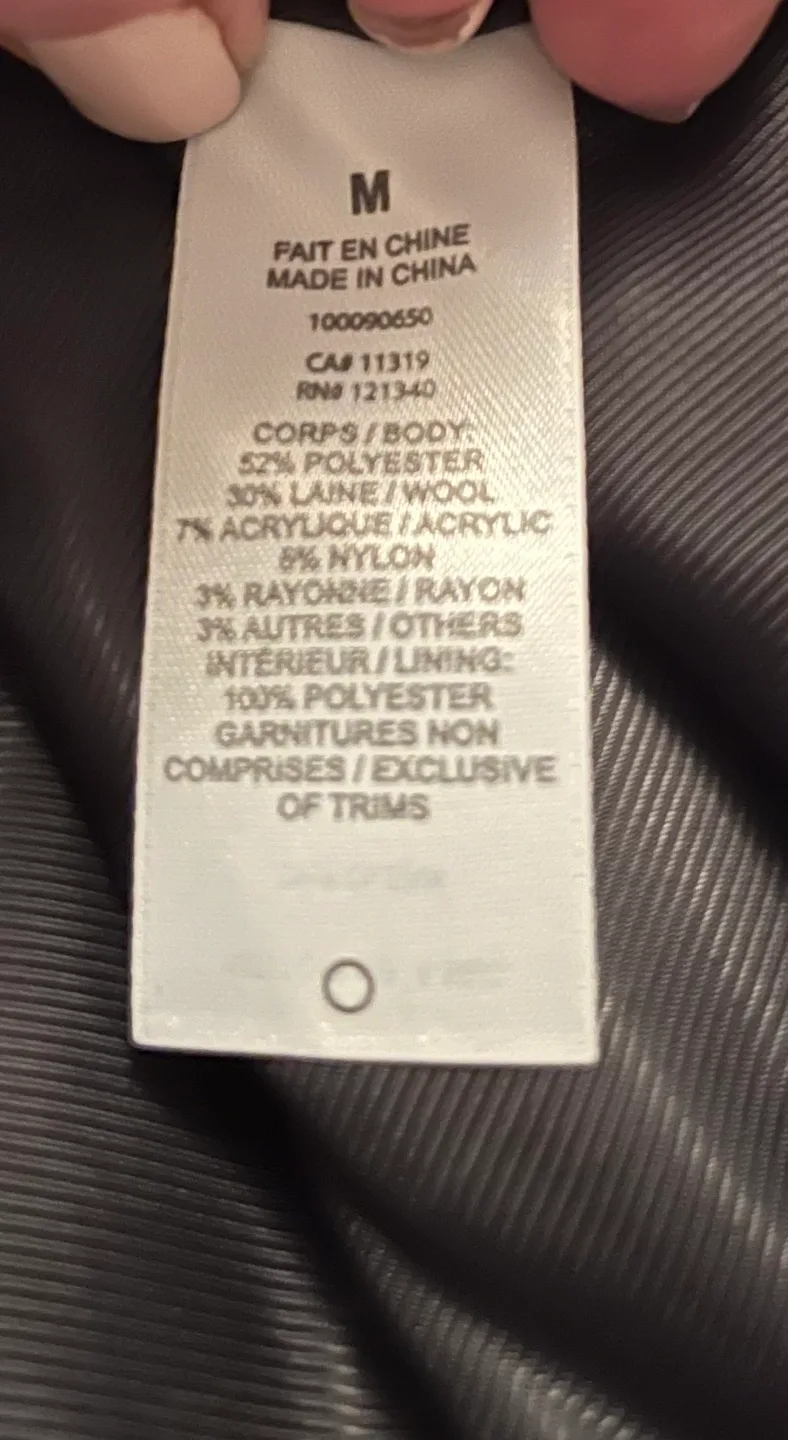 M
FAIT EN CHINE
MADE IN CHINA
100090650
CA# 11319
RN# 121340
CORPS / BODY:
52% POLYESTER
30% LAINE / WOOL
7% ACRYLIQUE / ACRYLIC
% NYLON
3% RAYONNE / RAYON
3% AUTRES / OTHERS
INTÉRIEUR / LINING:
100% POLYESTER
GARNITURES NON
COMPRISES / EXCLUSIVE
OF TRIMS